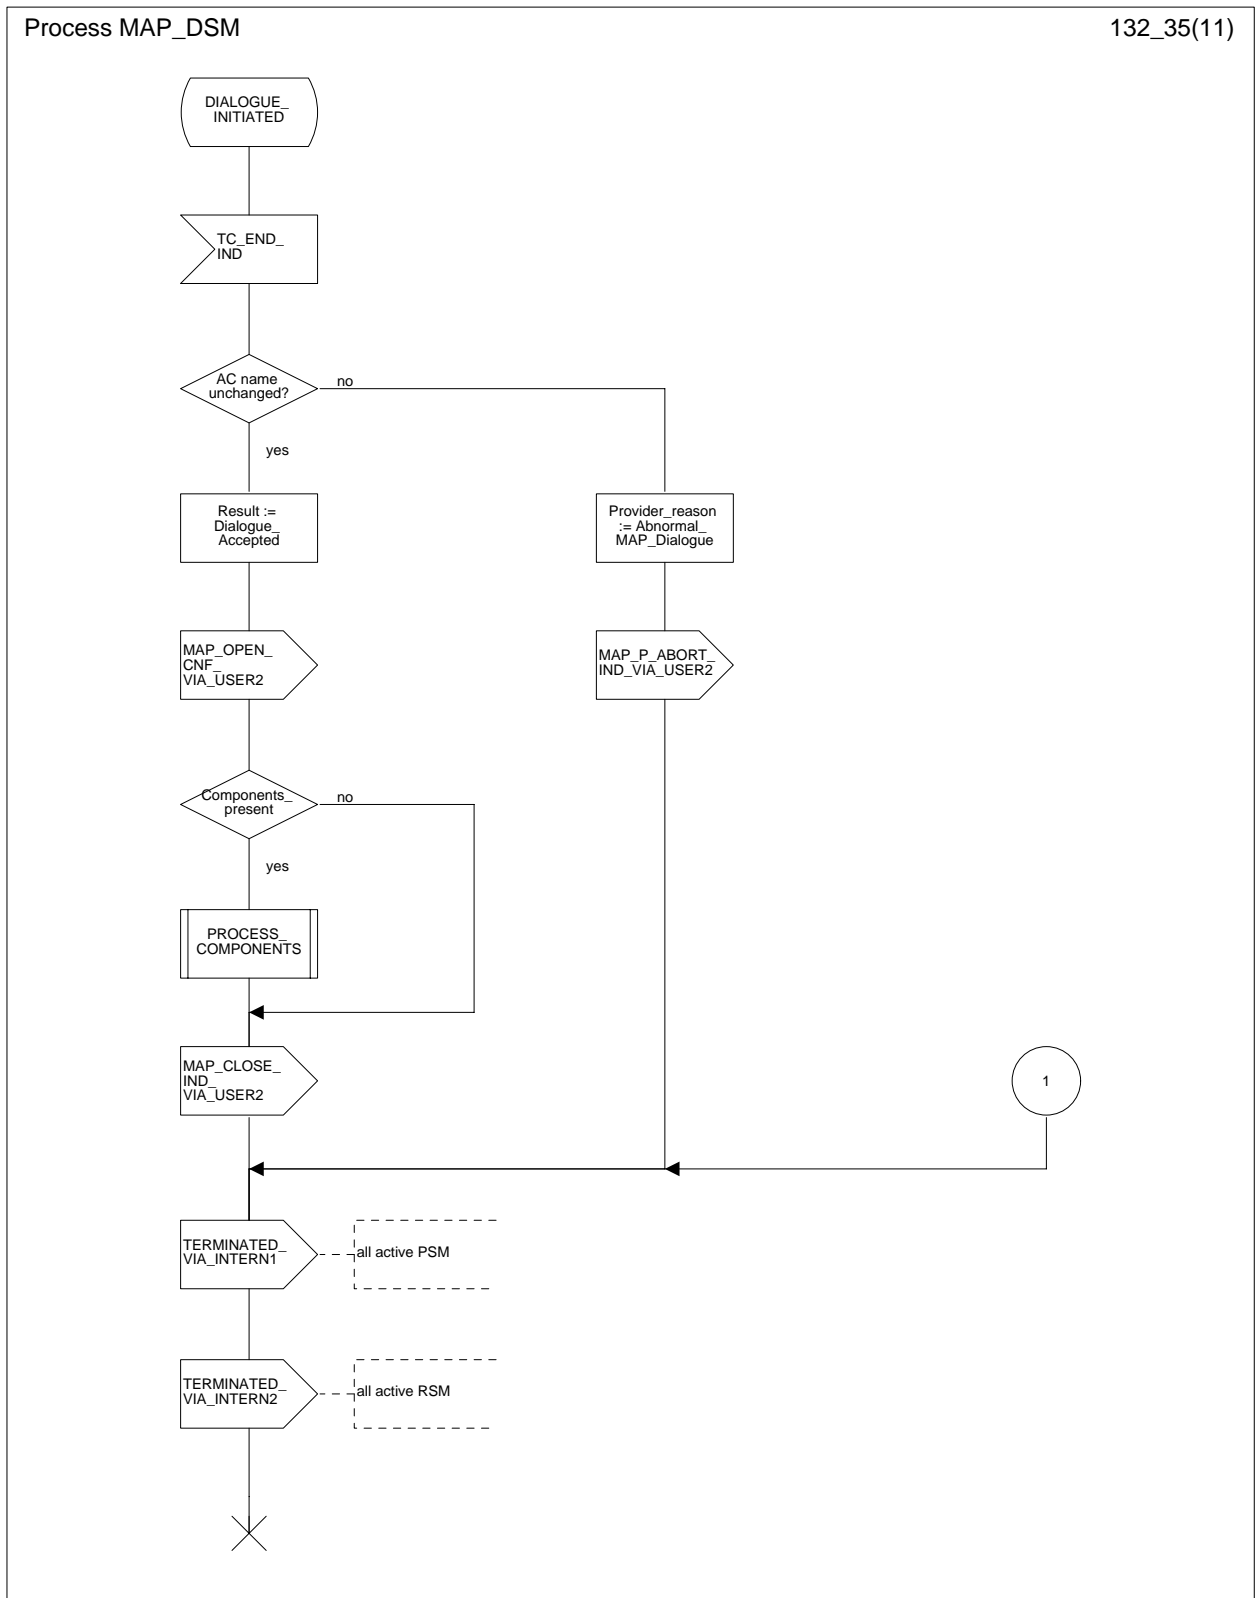 Process MAP_DSM
132_35(11)
DIALOGUE_
INITIATED
TC_END_
IND
AC name
unchanged?
no
yes
Result :=
Dialogue_
Accepted
Provider_reason
:= Abnormal_
MAP_Dialogue
MAP_OPEN_
CNF_
VIA_USER2
MAP_P_ABORT_
IND_VIA_USER2
Components_
present
no
yes
PROCESS_
COMPONENTS
MAP_CLOSE_
IND_
VIA_USER2
1
TERMINATED_
VIA_INTERN1
all active PSM
TERMINATED_
VIA_INTERN2
all active RSM